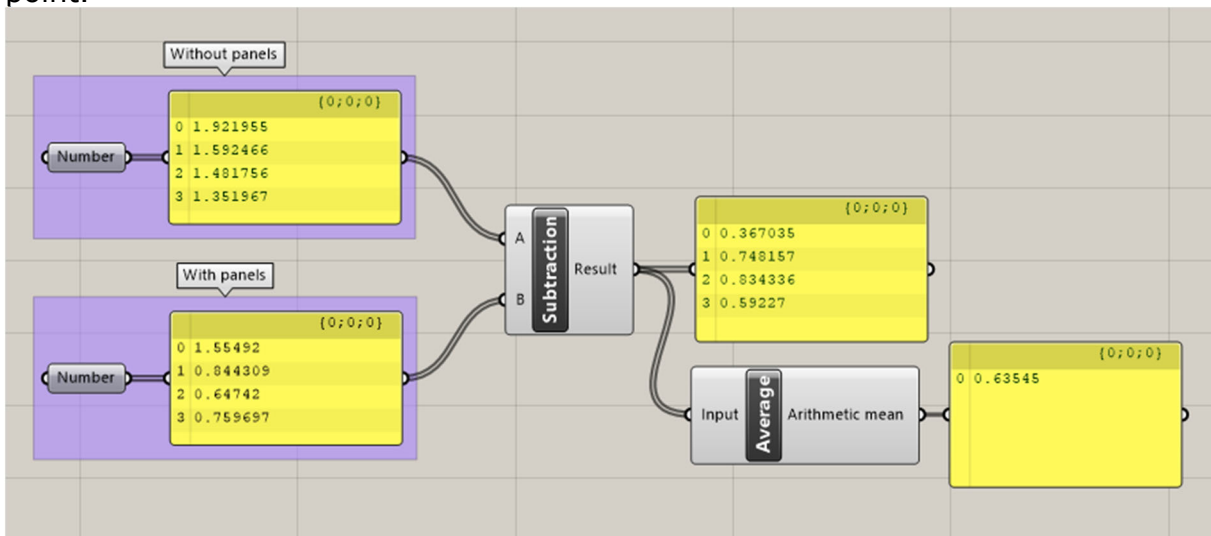 point.
Without panels
{0;0;0}
0 1.921955
1 1.592466
2 1.481756
3 1.351967
Number
With panels
{0;0;0}
0 1.55492
1 0.844309
2 0.64742
3 0.759697
Number
A
B
Subtraction
Result
{0;0;0}
0 0.367035
1 0.748157
2 0.834336
3 0.59227
Input
Average
Arithmetic mean
{0;0;0}
0 0.63545